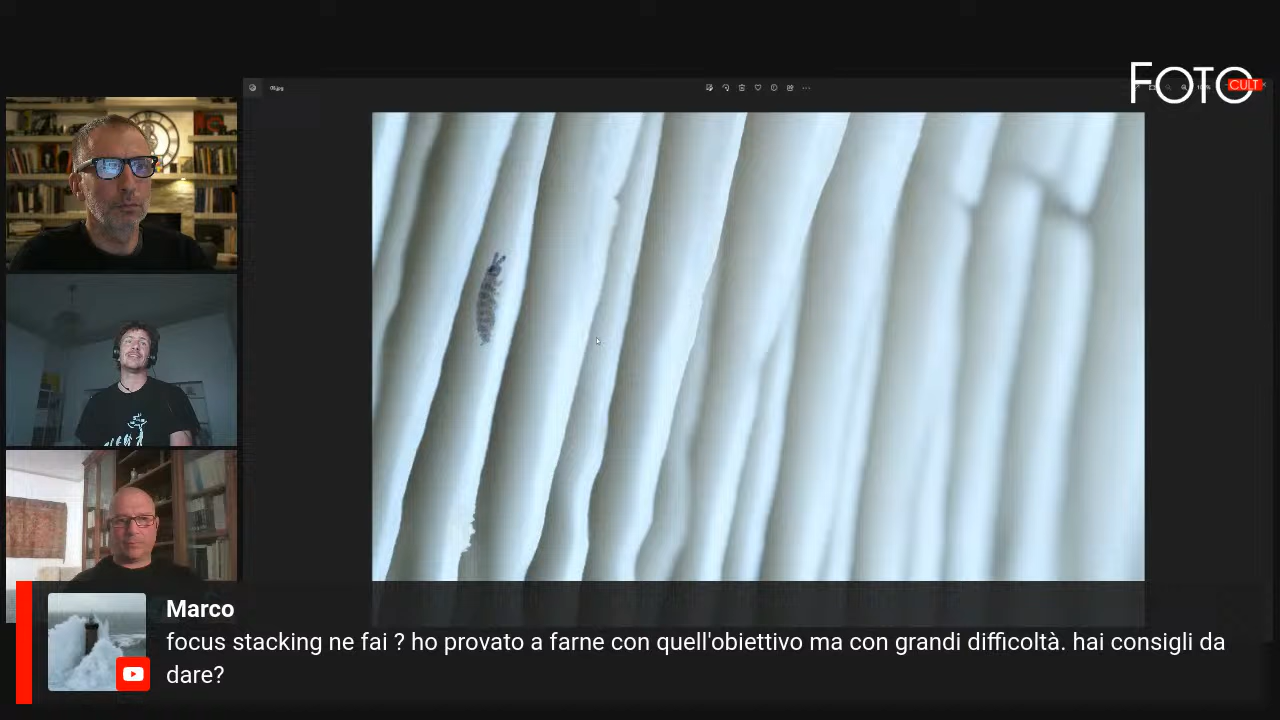 FOTO CULT
Marco
focus stacking ne fai ? ho provato a farne con quell'obiettivo ma con grandi difficoltà. hai consigli da
dare?